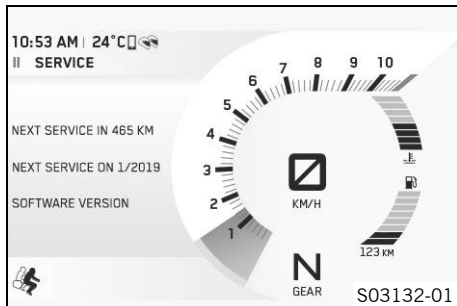 10:53 AM | 24°C
II SERVICE
NEXT SERVICE IN 465 KM
NEXT SERVICE ON 1/2019
SOFTWARE VERSION
1
2
3
4
5
6
7
8
9
10
0
KM/H
N
GEAR
123 KM
S03132-01